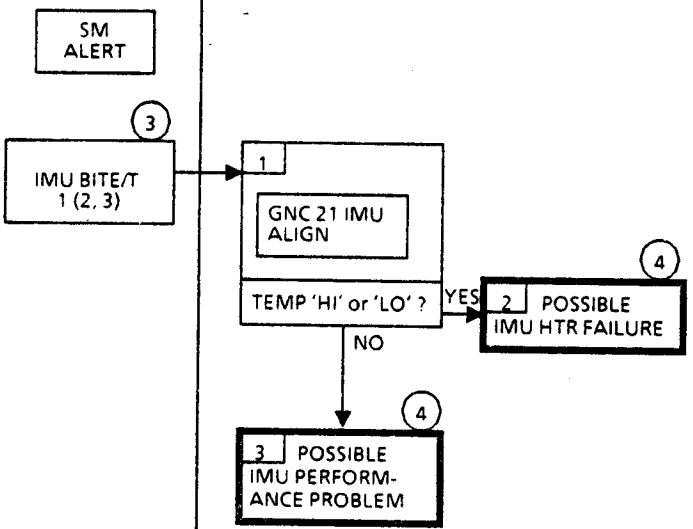 SM
ALERT
3
IMU BITE/T
1 (2, 3)
1
GNC 21 IMU
ALIGN
TEMP 'HI' or 'LO' ?
YES
NO
4
2 POSSIBLE
IMU HTR FAILURE
4
3 POSSIBLE
IMU PERFORM-
ANCE PROBLEM